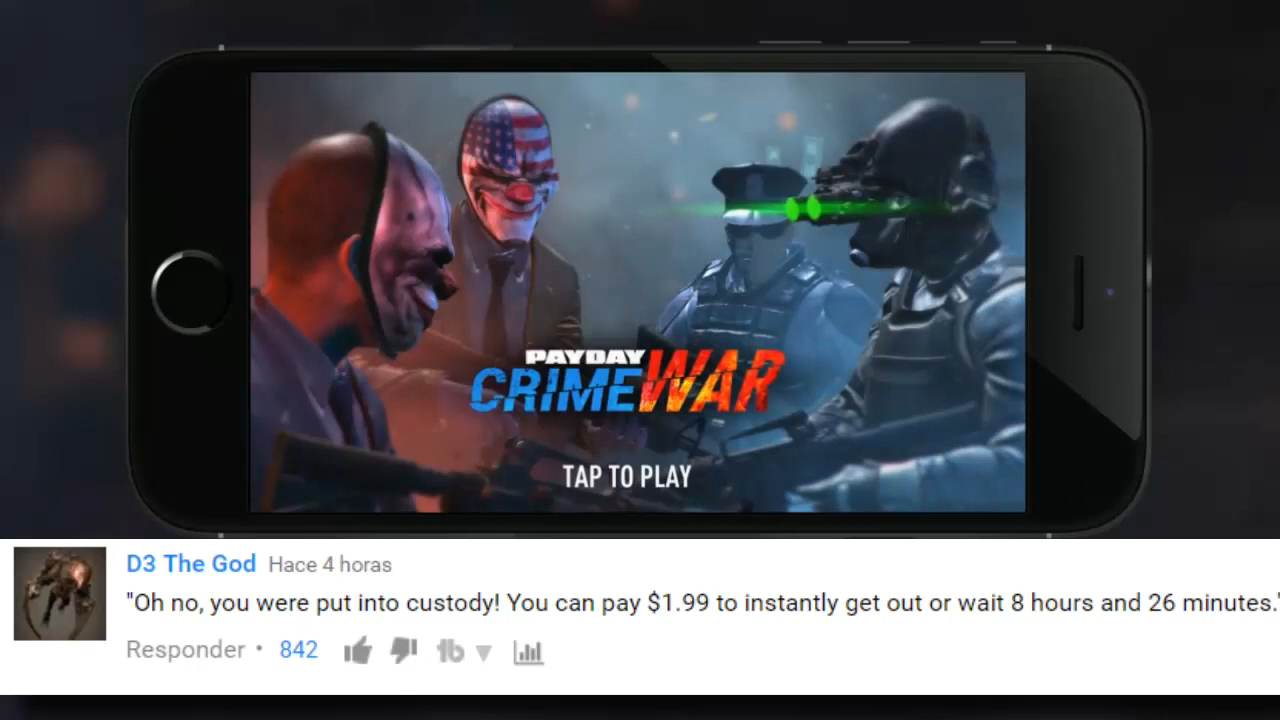 PAYDAY
CRIMEWAR
TAP TO PLAY
D3 The God Hace 4 horas
"Oh no, you were put into custody! You can pay $1.99 to instantly get out or wait 8 hours and 26 minutes."
Responder • 842 tb